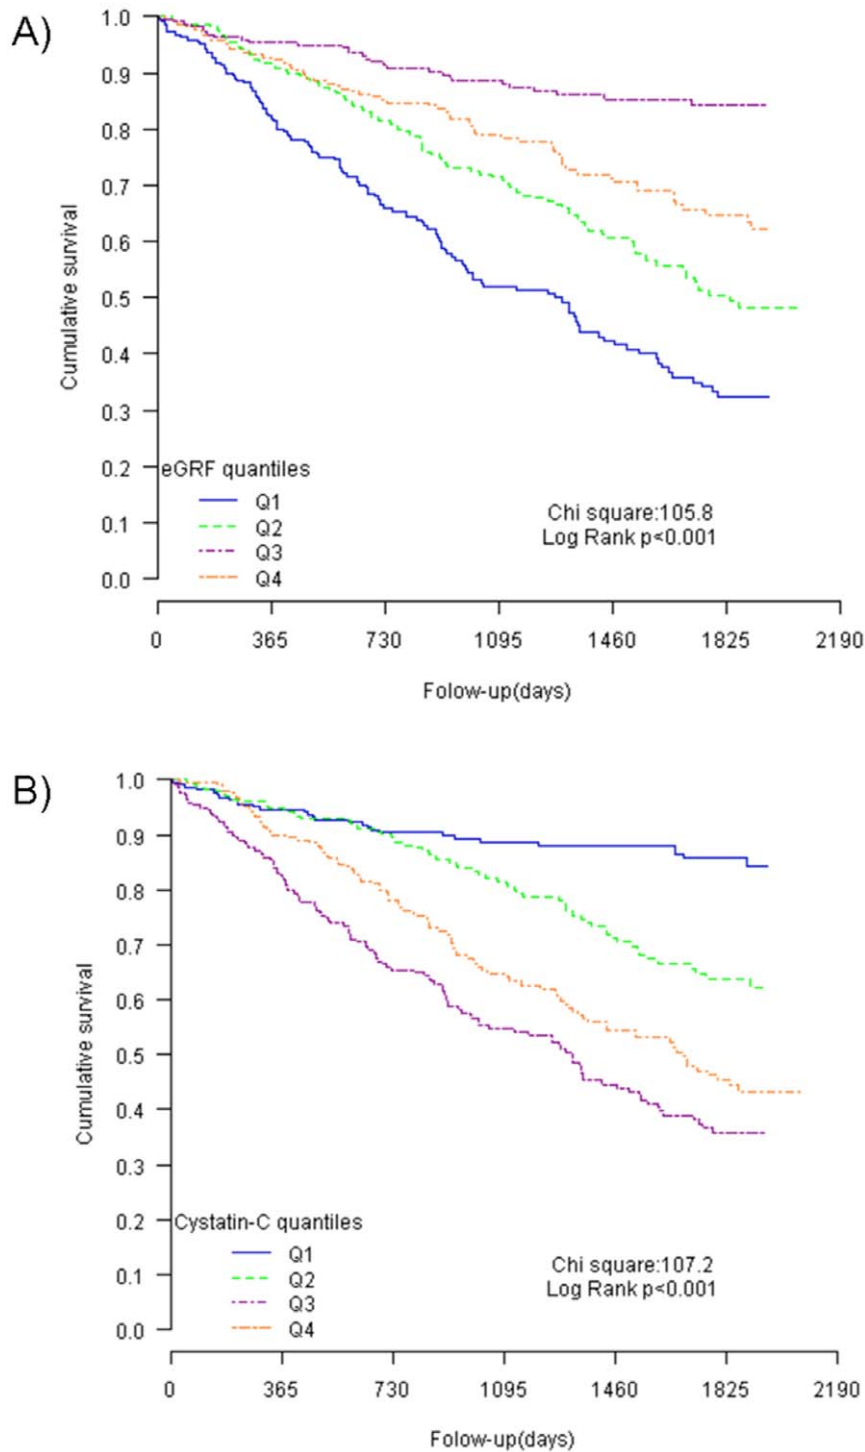 A)
1.0
0.9
0.8
0.7
0.6
0.5
0.4
0.3
0.2
0.1
0.0
Cumulative survival
eGRF quantiles
Q1
Q2
Q3
Q4
Chi square:105.8
Log Rank p<0.001
0 365 730 1095 1460 1825 2190
Folow-up(days)
B)
1.0
0.9
0.8
0.7
0.6
0.5
0.4
0.3
0.2
0.1
0.0
Cumulative survival
Cystatin-C quantiles
Q1
Q2
Q3
Q4
Chi square:107.2
Log Rank p<0.001
0 365 730 1095 1460 1825 2190
Folow-up(days)